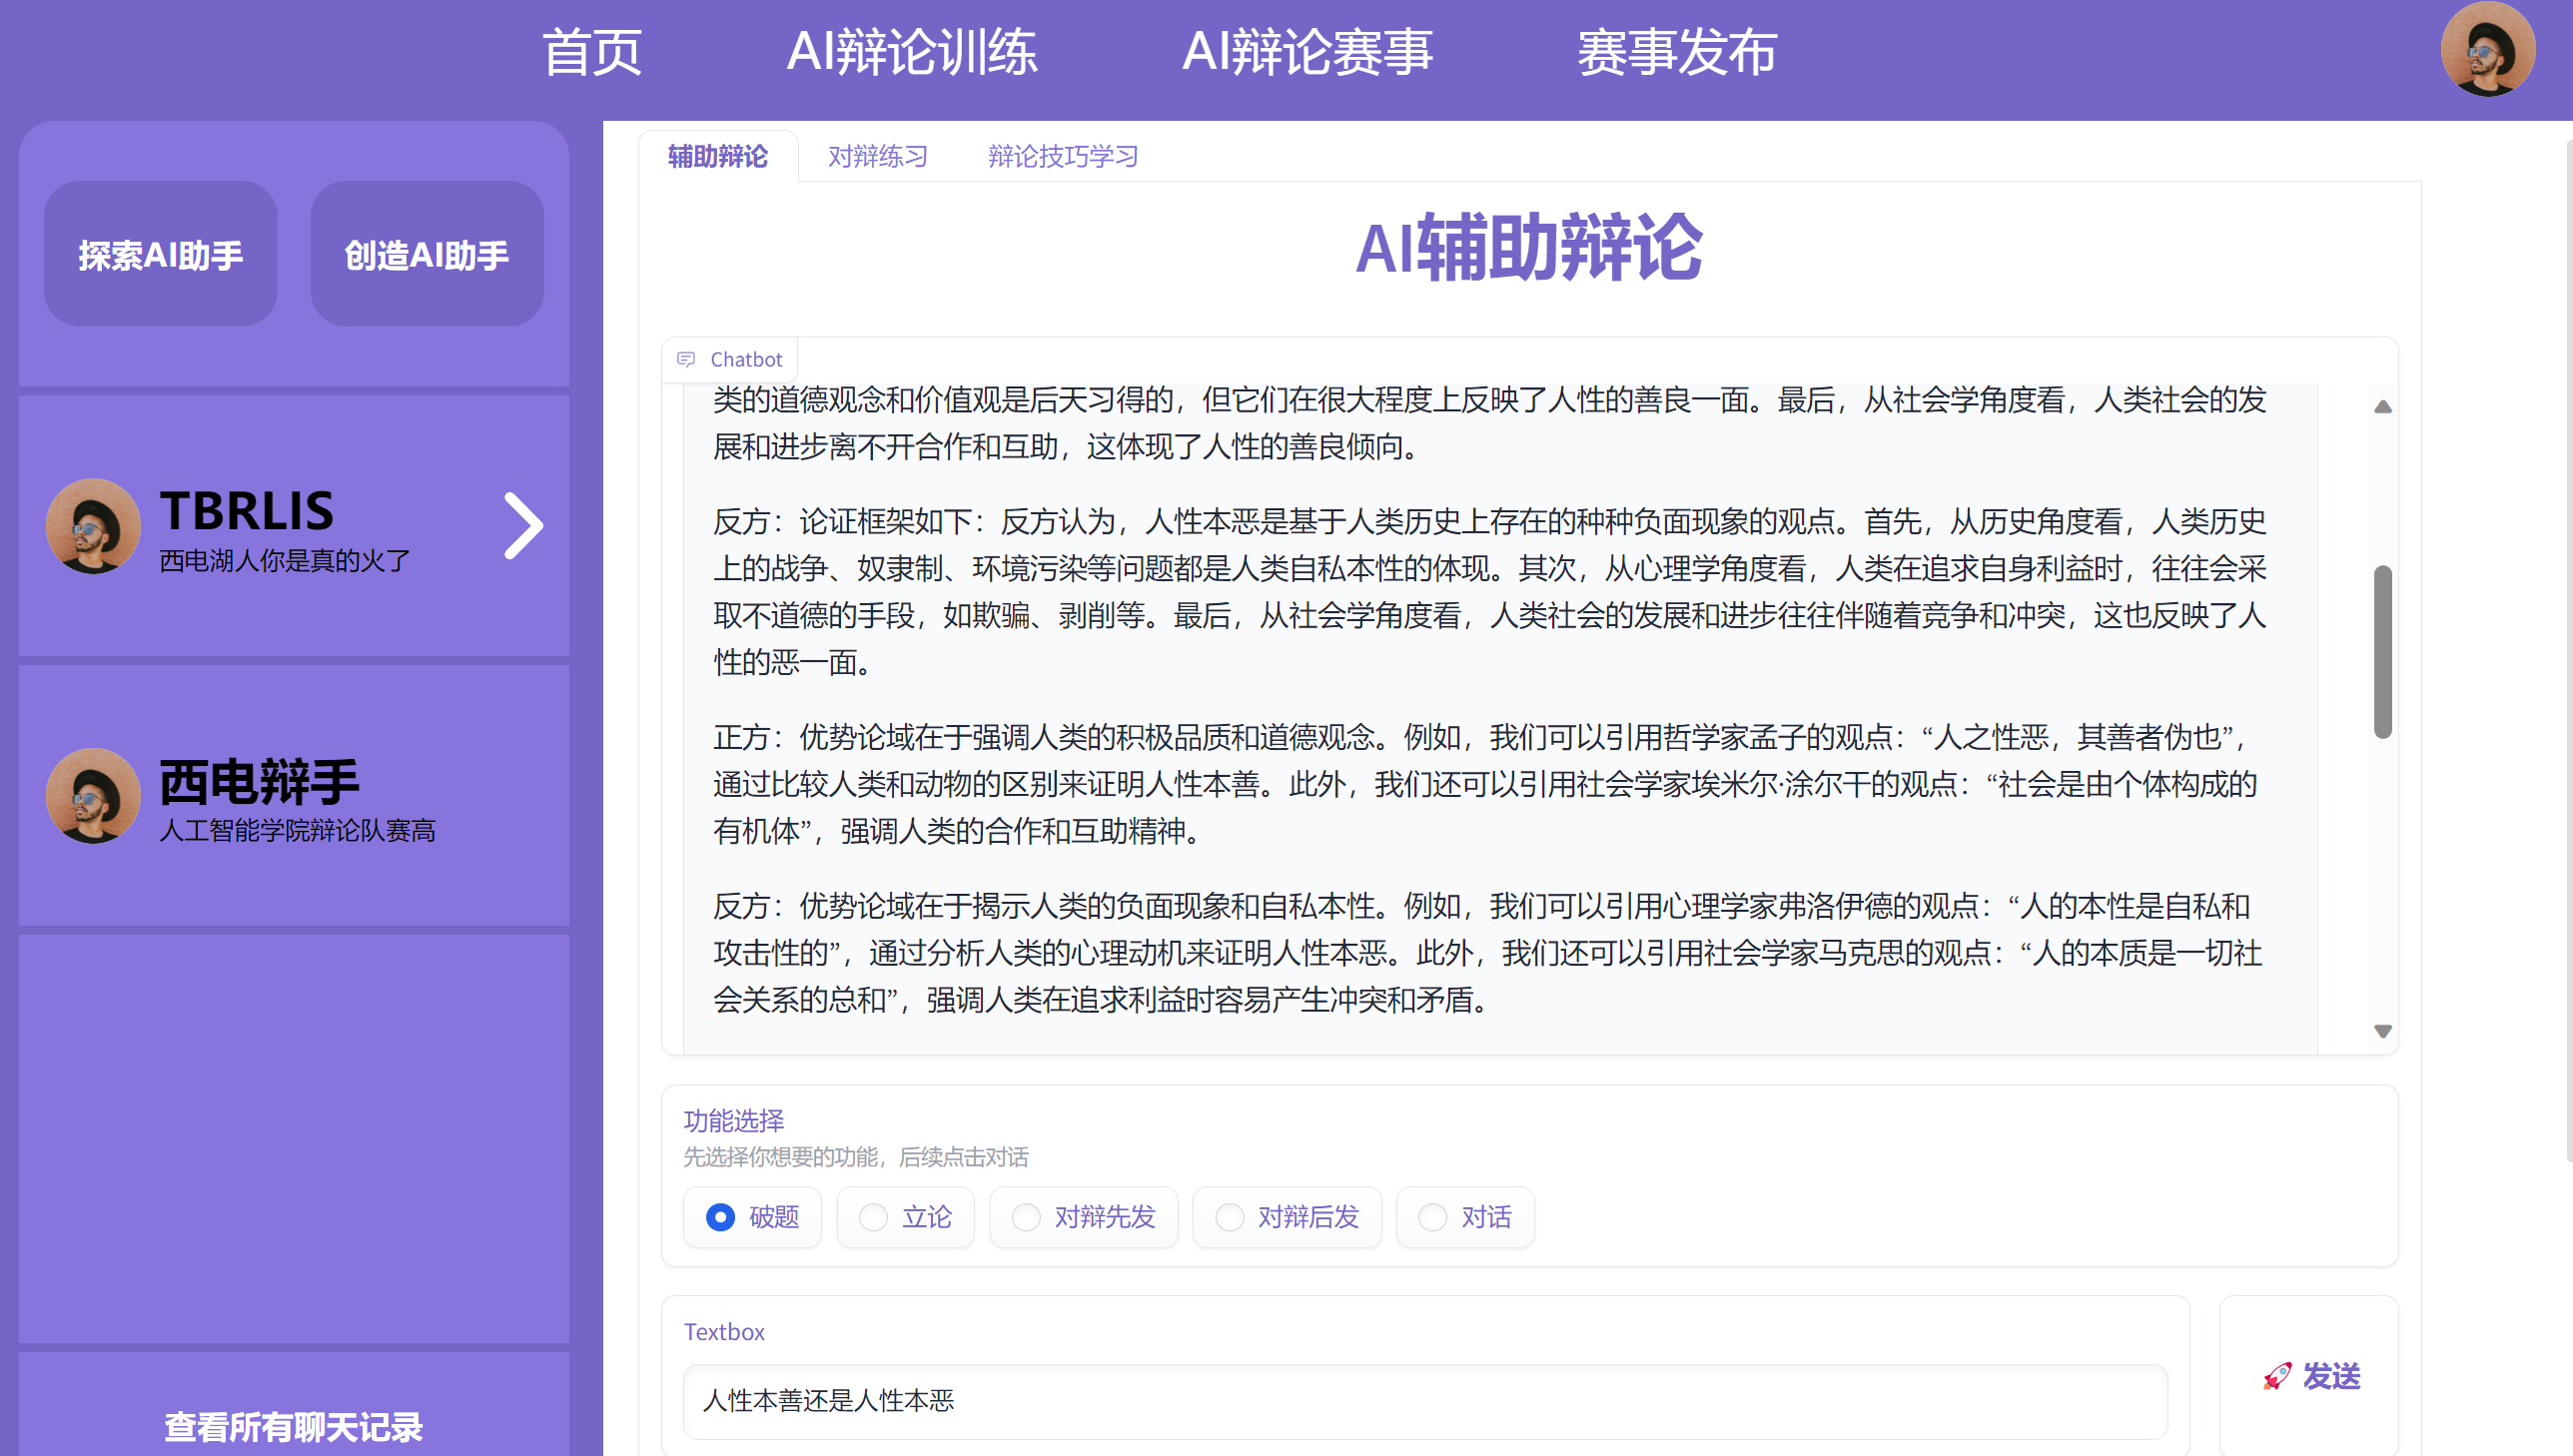 首页
AI辩论训练
AI辩论赛事
赛事发布
探索AI助手
创造AI助手
TBRLIS
西电湖人你是真的火了
西电辩手
人工智能学院辩论队赛高
查看所有聊天记录
辅助辩论
对辩练习
辩论技巧学习
AI辅助辩论
Chatbot
类的道德观念和价值观是后天习得的，但它们在很大程度上反映了人性的善良一面。最后，从社会学角度看，人类社会的发
展和进步离不开合作和互助，这体现了人性的善良倾向。
反方：论证框架如下：反方认为，人性本恶是基于人类历史上存在的种种负面现象的观点。首先，从历史角度看，人类历史
上的战争、奴隶制、环境污染等问题都是人类自私本性的体现。其次，从心理学角度看，人类在追求自身利益时，往往会采
取不道德的手段，如欺骗、剥削等。最后，从社会学角度看，人类社会的发展和进步往往伴随着竞争和冲突，这也反映了人
性的恶一面。
正方：优势论域在于强调人类的积极品质和道德观念。例如，我们可以引用哲学家孟子的观点：“人之性恶，其善者伪也”，
通过比较人类和动物的区别来证明人性本善。此外，我们还可以引用社会学家埃米尔·涂尔干的观点：“社会是由个体构成的
有机体”，强调人类的合作和互助精神。
反方：优势论域在于揭示人类的负面现象和自私本性。例如，我们可以引用心理学家弗洛伊德的观点：“人的本性是自私和
攻击性的”，通过分析人类的心理动机来证明人性本恶。此外，我们还可以引用社会学家马克思的观点：“人的本质是一切社
会关系的总和”，强调人类在追求利益时容易产生冲突和矛盾。
功能选择
先选择你想要的功能，后续点击对话
破题
立论
对辩先发
对辩后发
对话
Textbox
人性本善还是人性本恶
发送